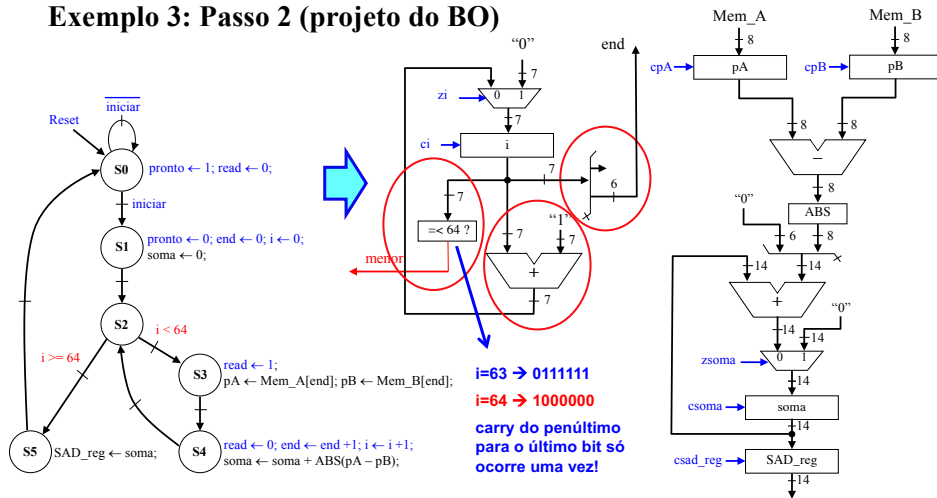 Exemplo 3: Passo 2 (projeto do BO)
iniciar
Reset
S0
pronto ← 1; read ← 0;
iniciar
S1
pronto ← 0; end ← 0; i ← 0;
soma ← 0;
S2
i < 64
i >= 64
S3
read ← 1;
pA ← Mem_A[end]; pB ← Mem_B[end];
S4
read ← 0; end ← end +1; i ← i +1;
soma ← soma + ABS(pA – pB);
S5
SAD_reg ← soma;
“0”
7
end
zi
0 1
7
ci
i
7
6
7
=< 64 ?
menor
7
“1”
7
+
7
i=63 → 0111111
i=64 → 1000000
carry do penúltimo
para o último bit só
ocorre uma vez!
Mem_A
Mem_B
8
8
cpA
pA
cpB
pB
8
8
–
8
ABS
“0”
6
8
14
14
+
14
“0”
14
zsoma
0 1
14
csoma
soma
14
csad_reg
SAD_reg
14